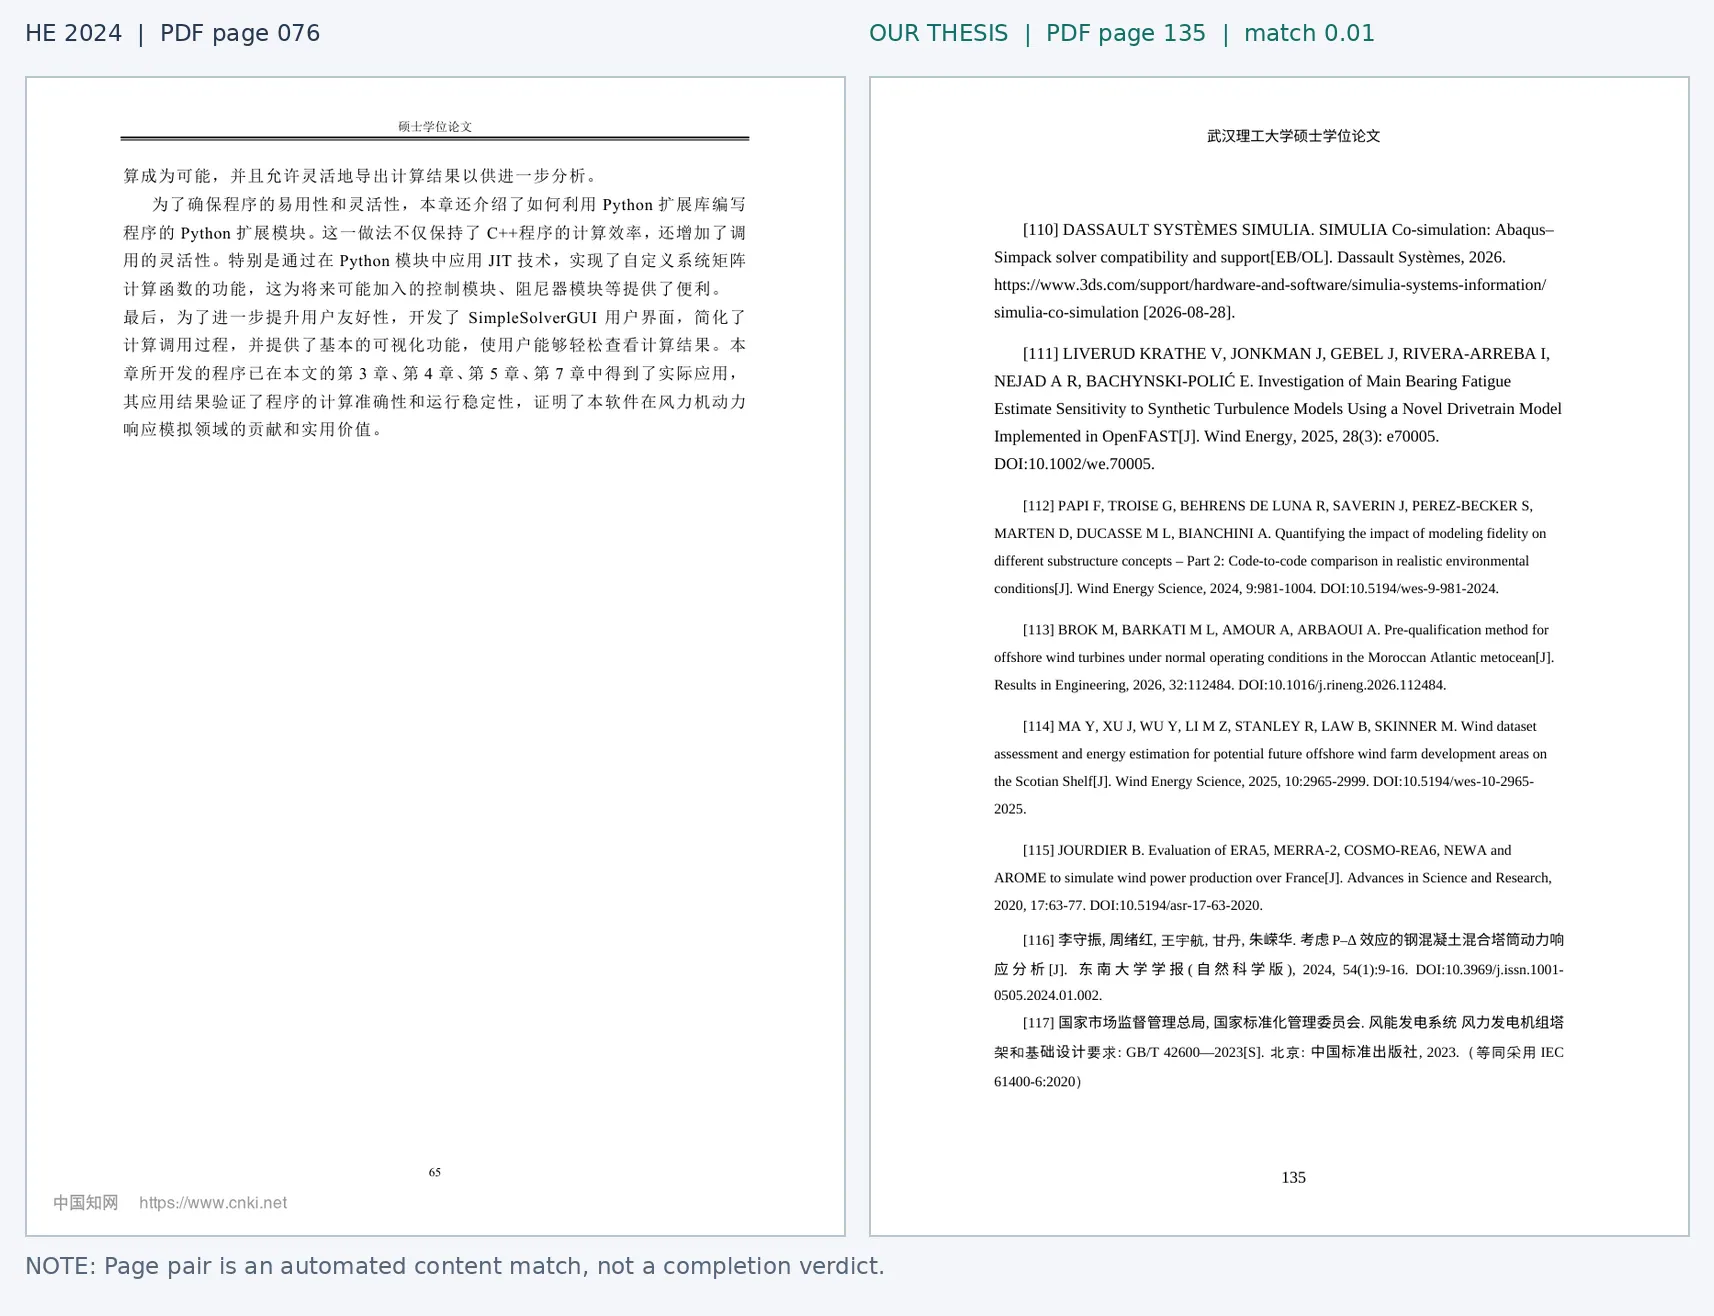 HE 2024 | PDF page 076
硕士学位论文
算成为可能，并且允许灵活地导出计算结果以供进一步分析。
为了确保程序的易用性和灵活性，本章还介绍了如何利用 Python 扩展库编写
程序的 Python 扩展模块。这一做法不仅保持了 C++程序的计算效率，还增加了调
用的灵活性。特别是通过在 Python 模块中应用 JIT 技术，实现了自定义系统矩阵
计算函数的功能，这为将来可能加入的控制模块、阻尼器模块等提供了便利。
最后，为了进一步提升用户友好性，开发了 SimpleSolverGUI 用户界面，简化了
计算调用过程，并提供了基本的可视化功能，使用户能够轻松查看计算结果。本
章所开发的程序已在本文的第 3 章、第 4 章、第 5 章、第 7 章中得到了实际应用，
其应用结果验证了程序的计算准确性和运行稳定性，证明了本软件在风力机动力
响应模拟领域的贡献和实用价值。
65
中国知网 https://www.cnki.net
OUR THESIS | PDF page 135 | match 0.01
武汉理工大学硕士学位论文
[110] DASSAULT SYSTÈMES SIMULIA. SIMULIA Co-simulation: Abaqus–
Simpack solver compatibility and support[EB/OL]. Dassault Systèmes, 2026.
https://www.3ds.com/support/hardware-and-software/simulia-systems-information/
simulia-co-simulation [2026-08-28].
[111] LIVERUD KRATHE V, JONKMAN J, GEBEL J, RIVERA-ARREBA I,
NEJAD A R, BACHYNSKI-POLIĆ E. Investigation of Main Bearing Fatigue
Estimate Sensitivity to Synthetic Turbulence Models Using a Novel Drivetrain Model
Implemented in OpenFAST[J]. Wind Energy, 2025, 28(3): e70005.
DOI:10.1002/we.70005.
[112] PAPI F, TROISE G, BEHRENS DE LUNA R, SAVERIN J, PEREZ-BECKER S,
MARTEN D, DUCASSE M L, BIANCHINI A. Quantifying the impact of modeling fidelity on
different substructure concepts – Part 2: Code-to-code comparison in realistic environmental
conditions[J]. Wind Energy Science, 2024, 9:981-1004. DOI:10.5194/wes-9-981-2024.
[113] BROK M, BARKATI M L, AMOUR A, ARBAOUI A. Pre-qualification method for
offshore wind turbines under normal operating conditions in the Moroccan Atlantic metocean[J].
Results in Engineering, 2026, 32:112484. DOI:10.1016/j.rineng.2026.112484.
[114] MA Y, XU J, WU Y, LI M Z, STANLEY R, LAW B, SKINNER M. Wind dataset
assessment and energy estimation for potential future offshore wind farm development areas on
the Scotian Shelf[J]. Wind Energy Science, 2025, 10:2965-2999. DOI:10.5194/wes-10-2965-
2025.
[115] JOURDIER B. Evaluation of ERA5, MERRA-2, COSMO-REA6, NEWA and
AROME to simulate wind power production over France[J]. Advances in Science and Research,
2020, 17:63-77. DOI:10.5194/asr-17-63-2020.
[116] 李守振, 周绪红, 王宇航, 甘丹, 朱嵘华. 考虑 P–Δ 效应的钢混凝土混合塔筒动力响
应分析[J]. 东南大学学报(自然科学版), 2024, 54(1):9-16. DOI:10.3969/j.issn.1001-
0505.2024.01.002.
[117] 国家市场监督管理总局, 国家标准化管理委员会. 风能发电系统 风力发电机组塔
架和基础设计要求: GB/T 42600—2023[S]. 北京: 中国标准出版社, 2023.（等同采用 IEC
61400-6:2020）
135
NOTE: Page pair is an automated content match, not a completion verdict.